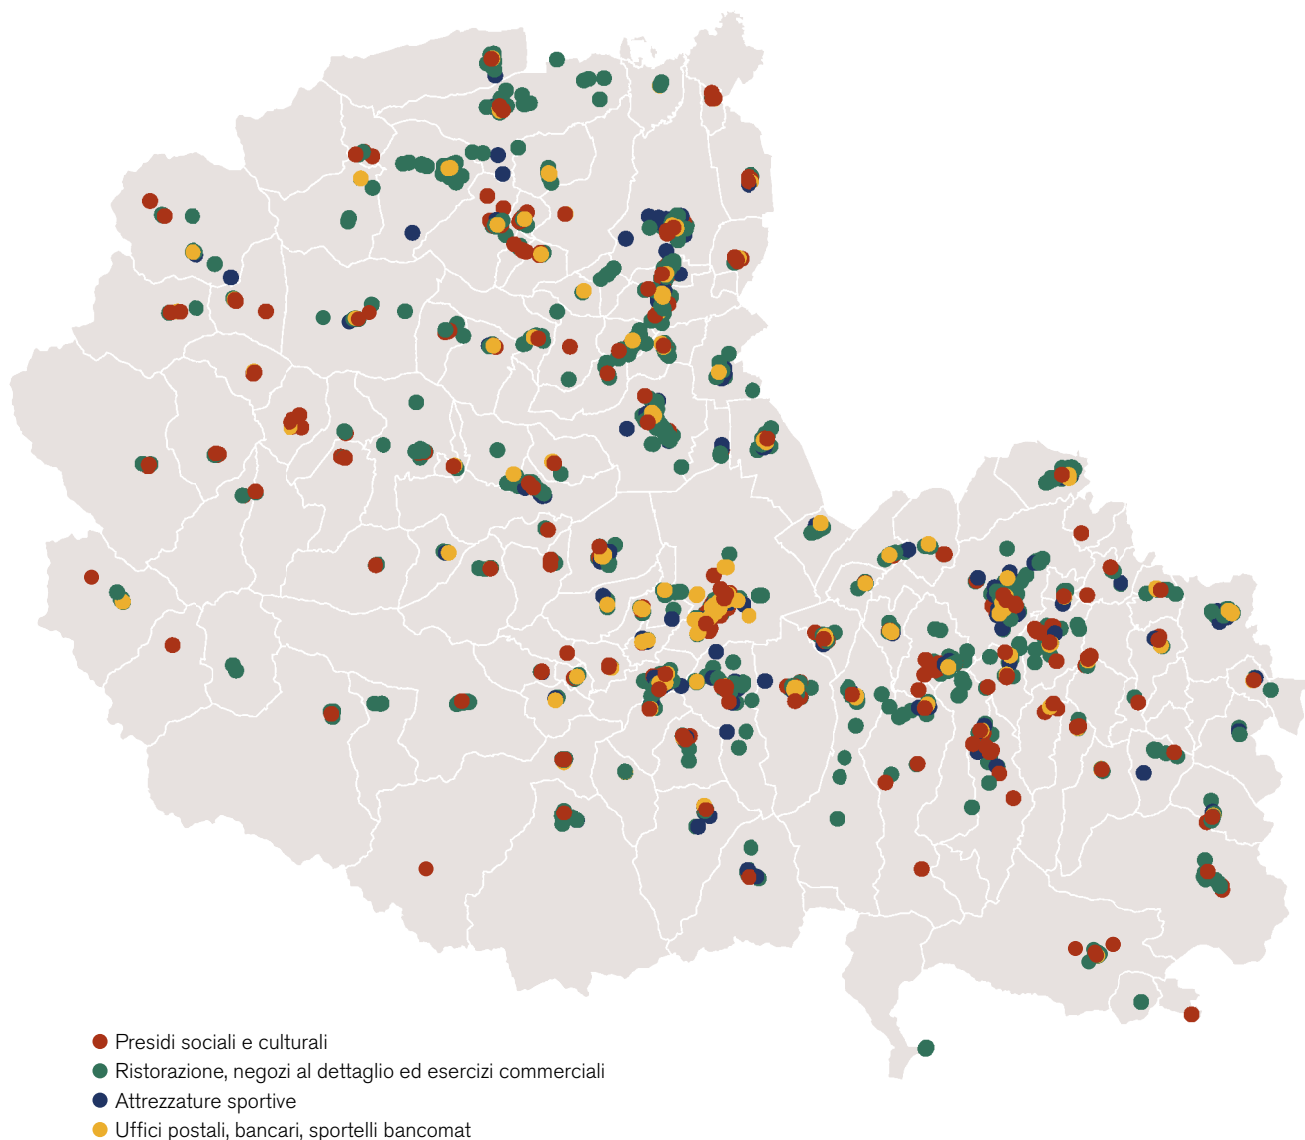 Presidi sociali e culturali
Ristorazione, negozi al dettaglio ed esercizi commerciali
Attrezzature sportive
Uffici postali, bancari, sportelli bancomat